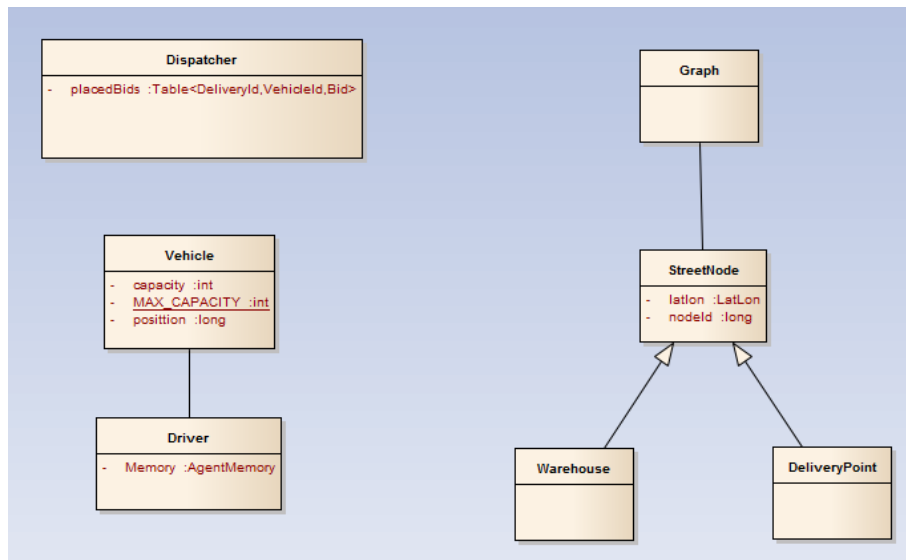 Dispatcher
- placedBids :Table<DeliveryId,VehicleId,Bid>
Graph
Vehicle
- capacity :int
- MAX_CAPACITY :int
- posittion :long
StreetNode
- latlon :LatLon
- nodeId :long
Driver
- Memory :AgentMemory
Warehouse
DeliveryPoint